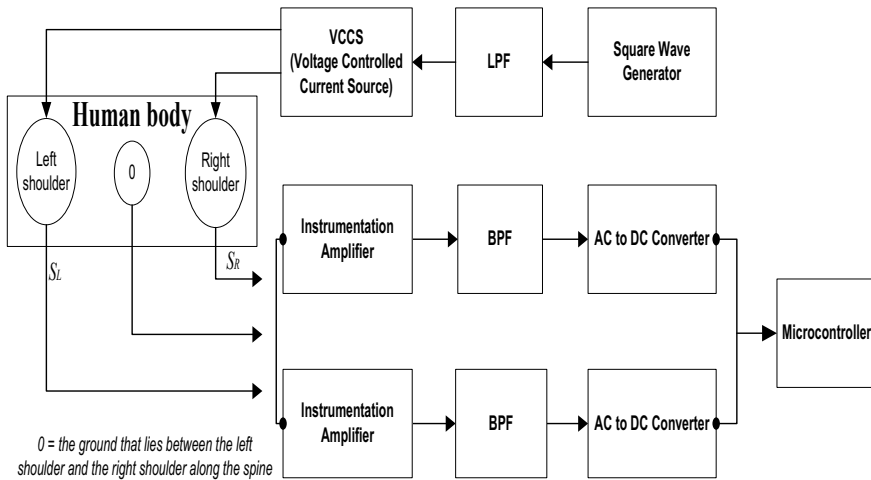 VCCS
(Voltage Controlled
Current Source)
LPF
Square Wave
Generator
Human body
Left
shoulder
0
Right
shoulder
SL
SR
Instrumentation
Amplifier
BPF
AC to DC Converter
Microcontroller
Instrumentation
Amplifier
BPF
AC to DC Converter
0 = the ground that lies between the left
shoulder and the right shoulder along the spine